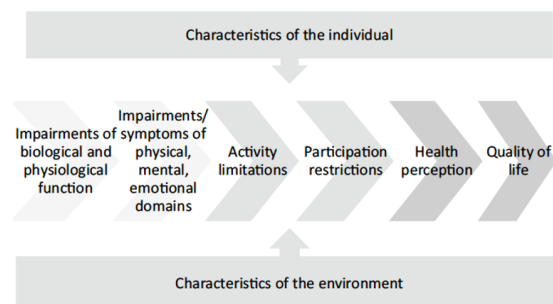 Characteristics of the individual
Impairments of
biological and
physiological
function
Impairments/
symptoms of
physical,
mental,
emotional
domains
Activity
limitations
Participation
restrictions
Health
perception
Quality of
life
Characteristics of the environment